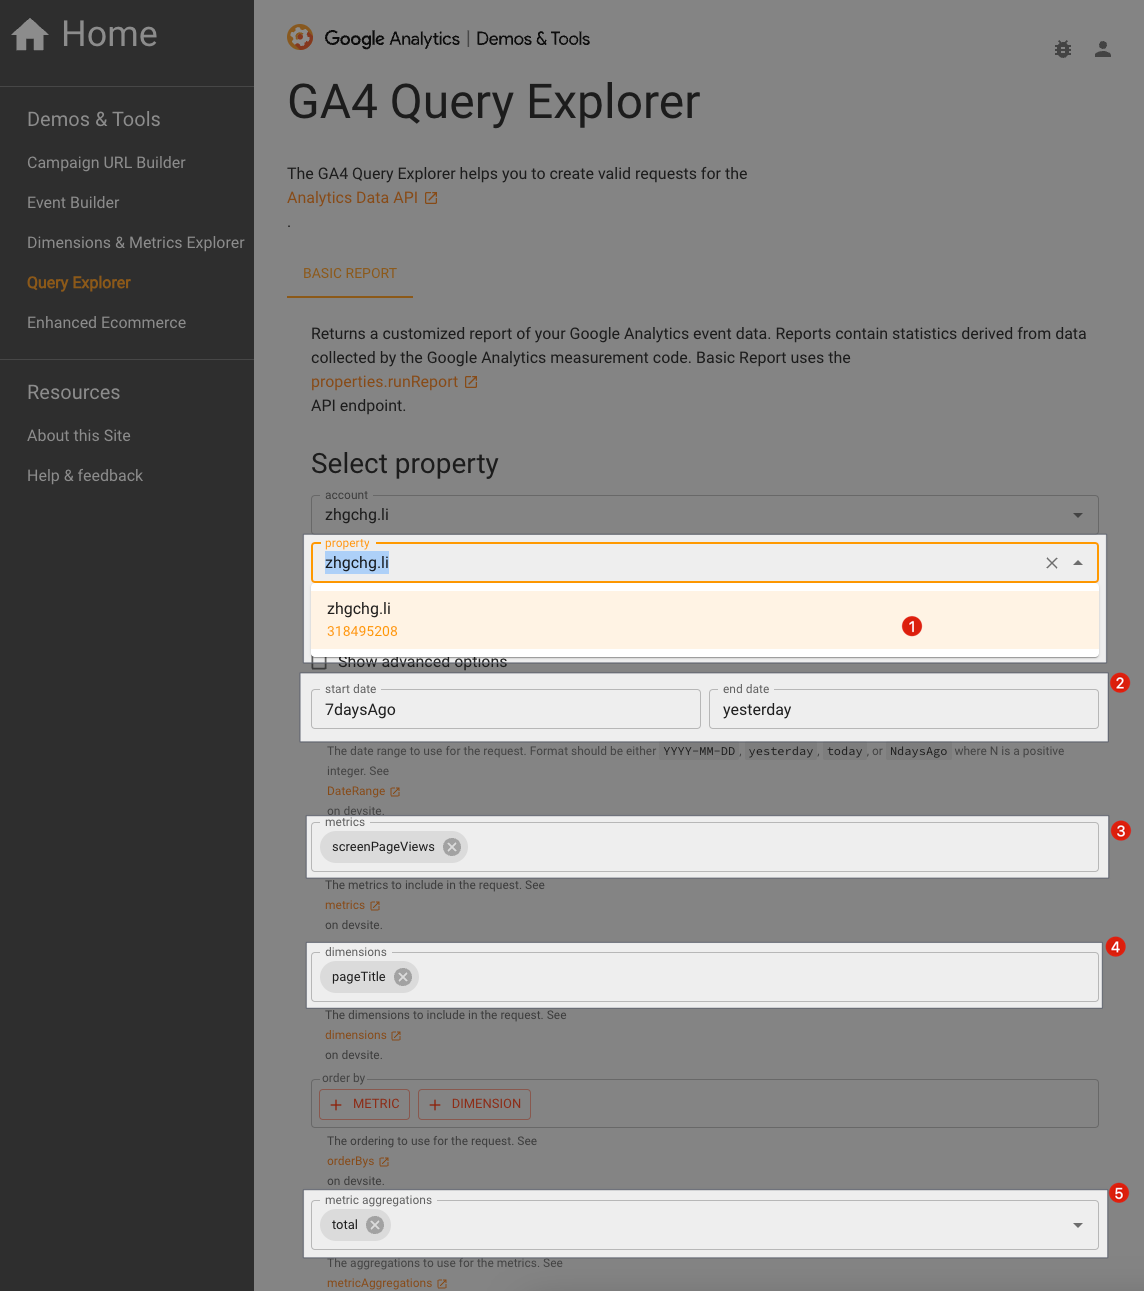 Home
Demos & Tools
Campaign URL Builder
Event Builder
Dimensions & Metrics Explorer
Query Explorer
Enhanced Ecommerce
Resources
About this Site
Help & feedback
Google Analytics | Demos & Tools
GA4 Query Explorer
The GA4 Query Explorer helps you to create valid requests for the
Analytics Data API
.
BASIC REPORT
Returns a customized report of your Google Analytics event data. Reports contain statistics derived from data
collected by the Google Analytics measurement code. Basic Report uses the
properties.runReport
API endpoint.
Select property
account
zhgchg.li
property
zhgchg.li
zhgchg.li
318495208
1
Show advanced options
2
start date
7daysAgo
end date
yesterday
The date range to use for the request. Format should be either YYYY-MM-DD, yesterday, today, or NdaysAgo where N is a positive
integer. See
DateRange
on devsite.
metrics
3
screenPageViews
The metrics to include in the request. See
metrics
on devsite.
4
dimensions
pageTitle
The dimensions to include in the request. See
dimensions
on devsite.
order by
+ METRIC
+ DIMENSION
The ordering to use for the request. See
orderBys
on devsite.
5
metric aggregations
total
The aggregations to use for the metrics. See
metricAggregations